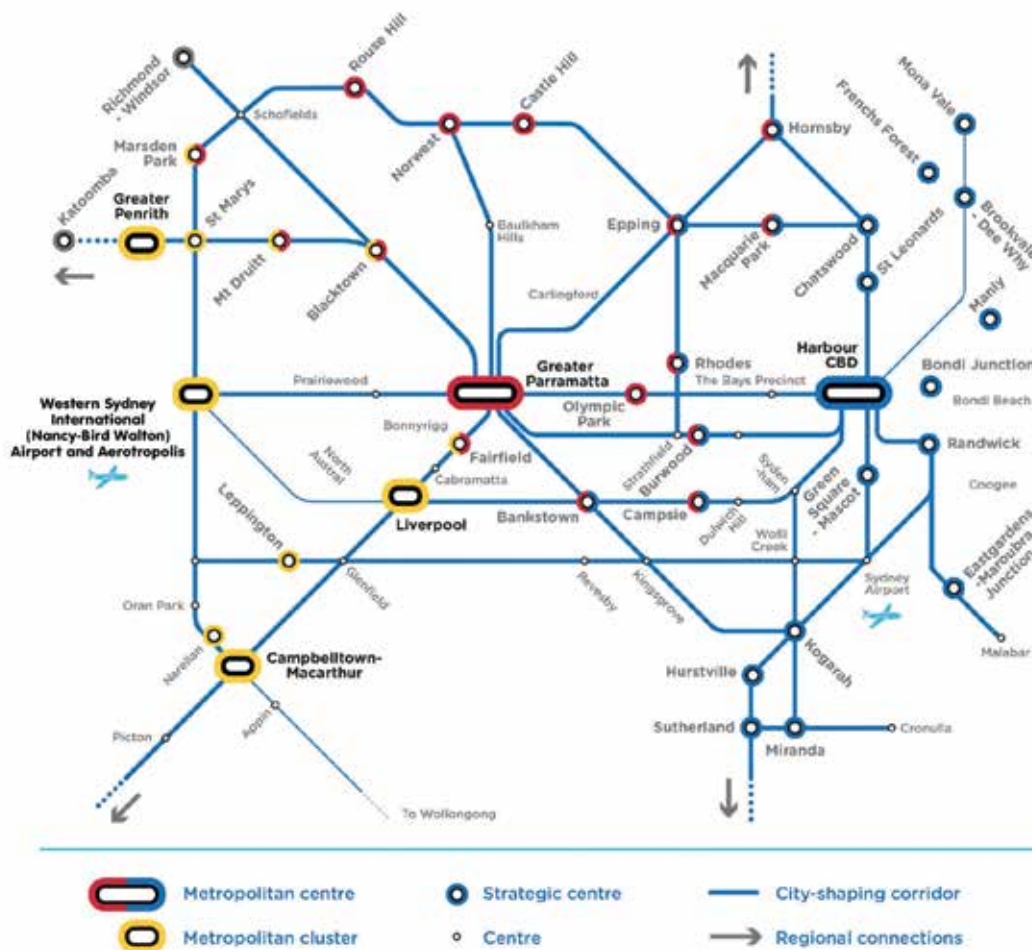 Richmond
- Windsor
Rouse Hill
Schofields
Castle Hill
Norwest
Marsden
Park
Katoomba
Greater
Penrith
St Marys
Mt Druitt
Blacktown
Baulkham
Hills
Carlingford
Epping
Hornsby
Macquarie
Park
Chatswood
St Leonards
Frenchs Forest
Mona Vale
Brookvale
- Dee Why
Manly
Harbour
CBD
Bondi Junction
Bondi Beach
Rhodes
The Bays Precinct
Greater
Parramatta
Olympic
Park
Prairiewood
Western Sydney
International
(Nancy-Bird Walton)
Airport and Aerotropolis
Bonnyrigg
Fairfield
Cabramatta
North
Austral
Liverpool
Leppington
Strathfield
Burwood
Bankstown
Campsie
Dulwich
Hill
Syden
-ham
Green
Square
- Mascot
Wolli
Creek
Randwick
Coogee
Eastgardens
-Maroubra
Junction
Malabar
Sydney
Airport
Glenfield
Revesby
Kingsgrove
Oran Park
Narellan
Campbelltown-
Macarthur
Kogarah
Hurstville
Sutherland
Miranda
Cronulla
Picton
Appin
To Wollongong
Metropolitan centre
Strategic centre
City-shaping corridor
Metropolitan cluster
Centre
Regional connections